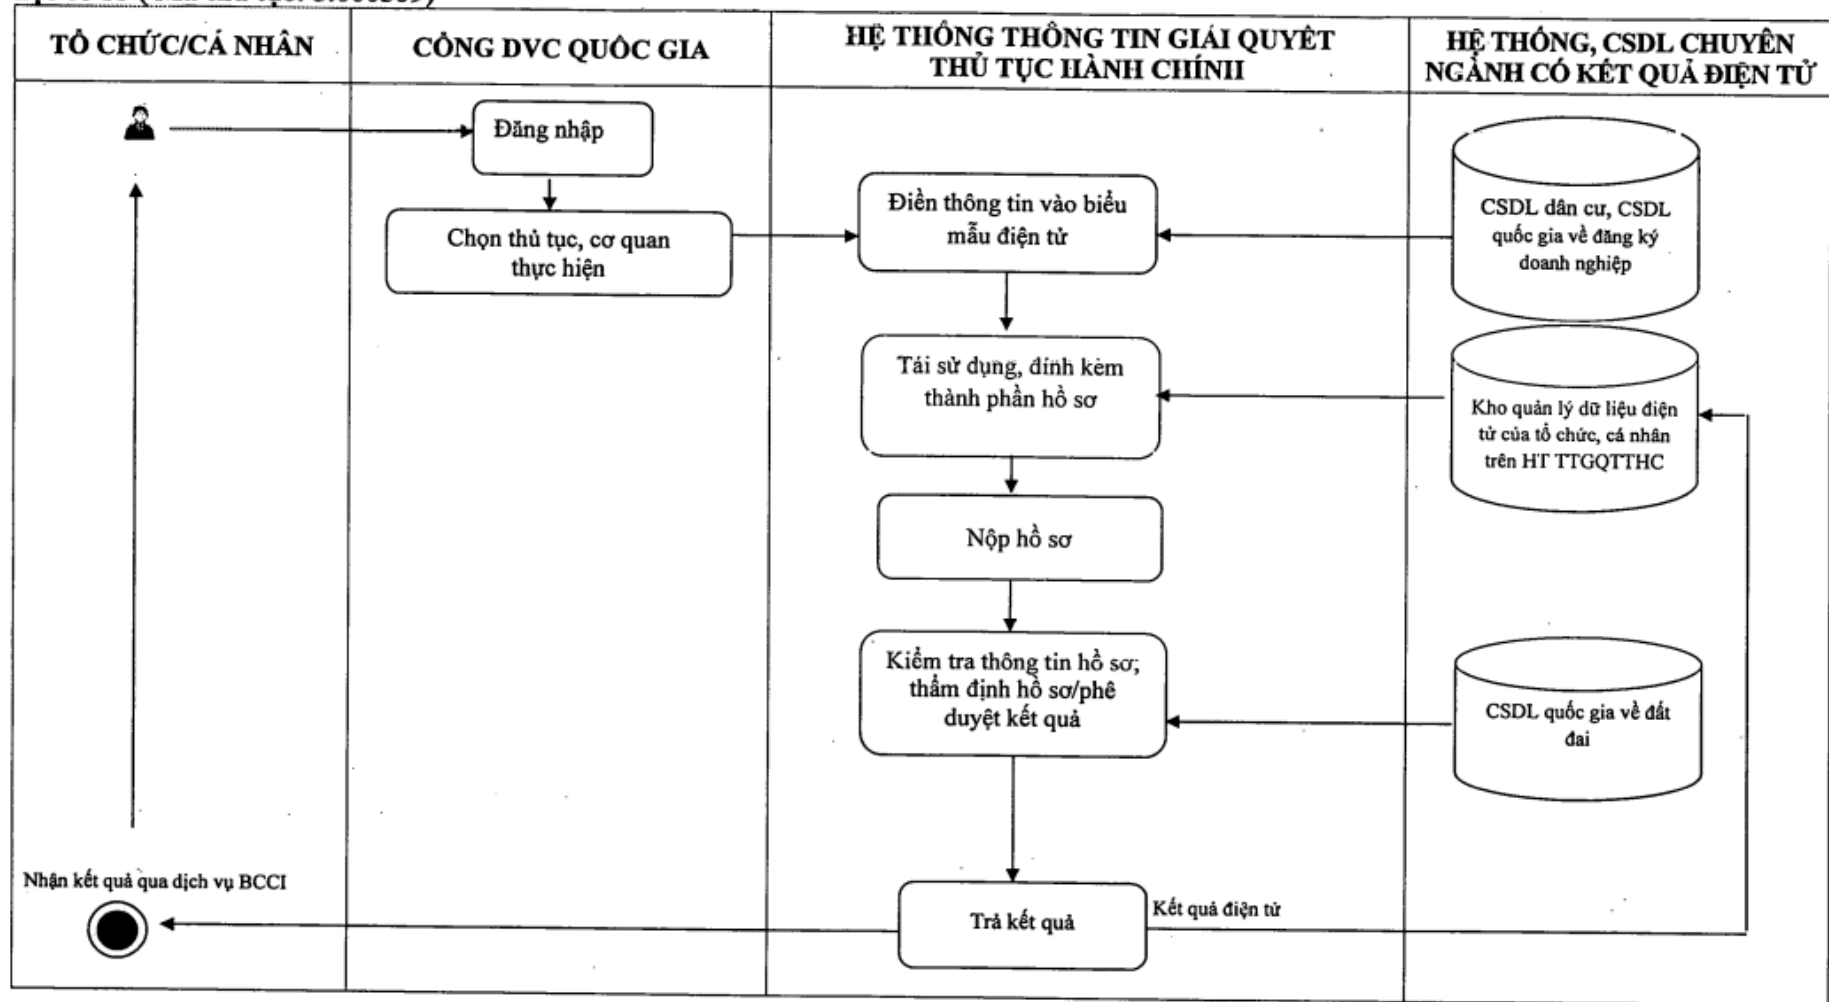 TỔ CHỨC/CÁ NHÂN
CỔNG DVC QUỐC GIA
HỆ THỐNG THÔNG TIN GIẢI QUYẾT
THỦ TỤC HÀNH CHÍNH
HỆ THỐNG, CSDL CHUYÊN
NGÀNH CÓ KẾT QUẢ ĐIỆN TỬ
Đăng nhập
Chọn thủ tục, cơ quan
thực hiện
Điền thông tin vào biểu
mẫu điện tử
CSDL dân cư, CSDL
quốc gia về đăng ký
doanh nghiệp
Tái sử dụng, đính kèm
thành phần hồ sơ
Kho quản lý dữ liệu điện
tử của tổ chức, cá nhân
trên HT TTGQTTHC
Nộp hồ sơ
Kiểm tra thông tin hồ sơ;
thẩm định hồ sơ/phê
duyệt kết quả
CSDL quốc gia về đất
đai
Nhận kết quả qua dịch vụ BCCI
Trả kết quả
Kết quả điện tử